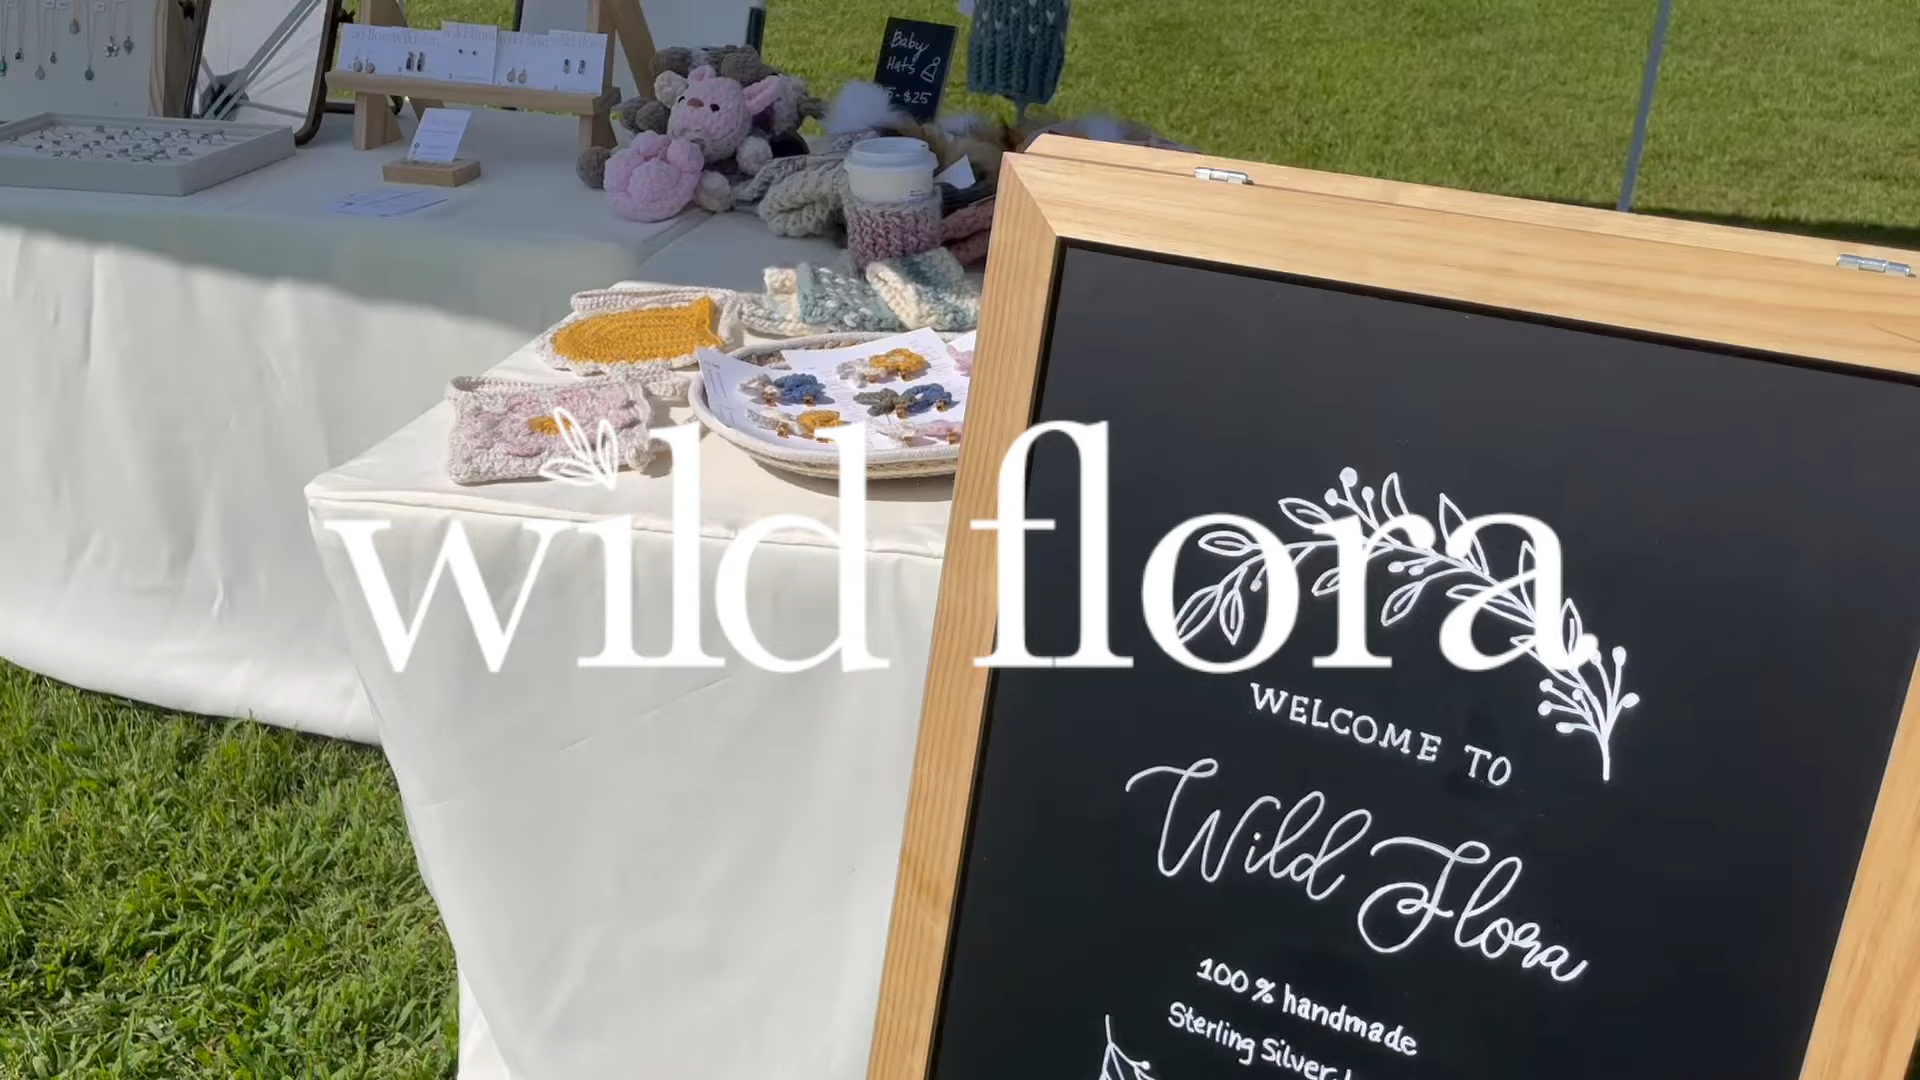 Baby
Hats
-$25
wild flora
WELCOME TO
Wild Flora
100% handmade
Sterling Silver